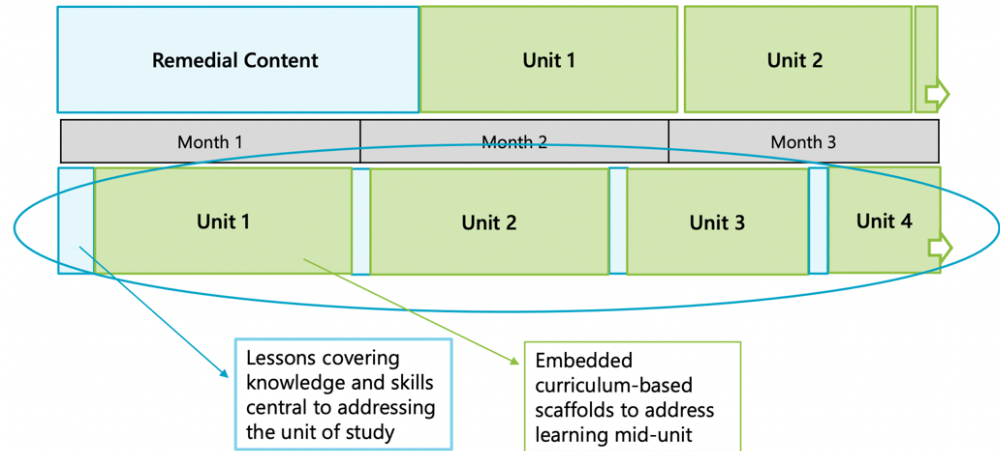 Remedial Content
Unit 1
Unit 2
Month 1
Month 2
Month 3
Unit 1
Unit 2
Unit 3
Unit 4
Lessons covering
knowledge and skills
central to addressing
the unit of study
Embedded
curriculum-based
scaffolds to address
learning mid-unit